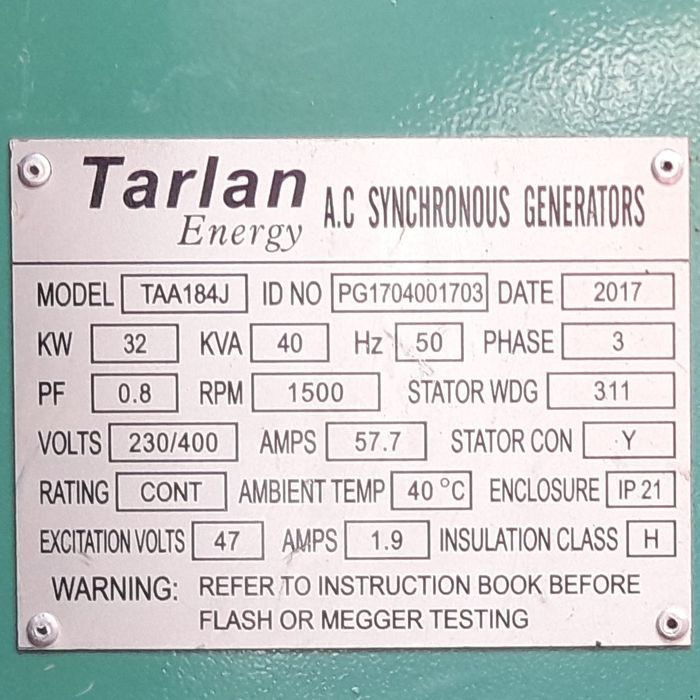 Tarlan
Energy
A.C SYNCHRONOUS GENERATORS
MODEL TAA184J ID NO PG1704001703 DATE 2017
KW 32 KVA 40 Hz 50 PHASE 3
PF 0.8 RPM 1500 STATOR WDG 311
VOLTS 230/400 AMPS 57.7 STATOR CON Y
RATING CONT AMBIENT TEMP 40 °C ENCLOSURE IP 21
EXCITATION VOLTS 47 AMPS 1.9 INSULATION CLASS H
WARNING: REFER TO INSTRUCTION BOOK BEFORE
FLASH OR MEGGER TESTING